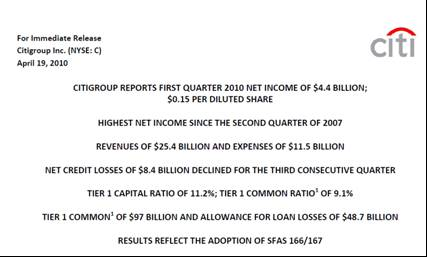 For Immediate Release
Citigroup Inc. (NYSE: C)
April 19, 2010
citi
CITIGROUP REPORTS FIRST QUARTER 2010 NET INCOME OF $4.4 BILLION;
$0.15 PER DILUTED SHARE
HIGHEST NET INCOME SINCE THE SECOND QUARTER OF 2007
REVENUES OF $25.4 BILLION AND EXPENSES OF $11.5 BILLION
NET CREDIT LOSSES OF $8.4 BILLION DECLINED FOR THE THIRD CONSECUTIVE QUARTER
TIER 1 CAPITAL RATIO OF 11.2%; TIER 1 COMMON RATIO¹ OF 9.1%
TIER 1 COMMON¹ OF $97 BILLION AND ALLOWANCE FOR LOAN LOSSES OF $48.7 BILLION
RESULTS REFLECT THE ADOPTION OF SFAS 166/167